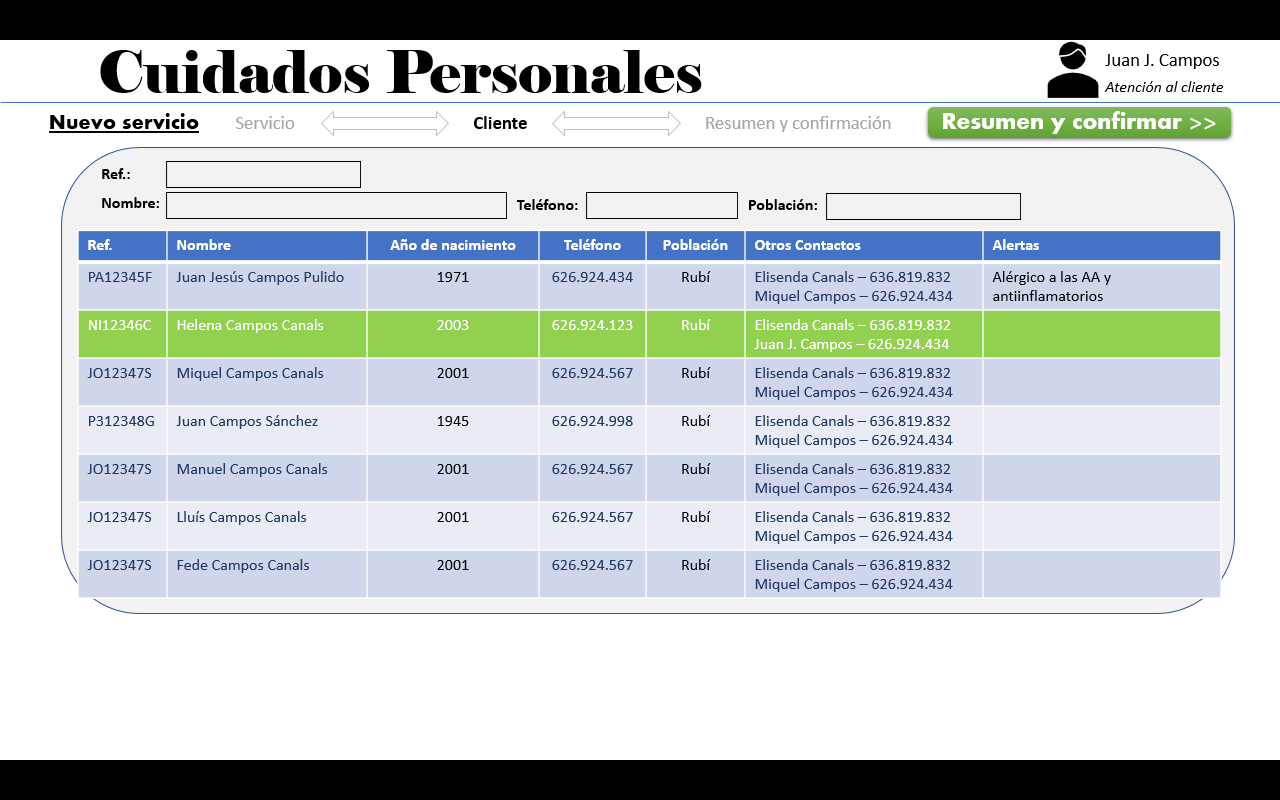 Cuidados Personales
Juan J. Campos
Atención al cliente
Nuevo servicio Servicio Cliente Resumen y confirmación Resumen y confirmar >>
Ref.:
Nombre: Teléfono: Población:
Ref. Nombre Año de nacimiento Teléfono Población Otros Contactos Alertas
PA12345F Juan Jesús Campos Pulido 1971 626.924.434 Rubí Elisenda Canals – 636.819.832 Alérgico a las AA y
Miquel Campos – 626.924.434 antiinflamatorios
NI12346C Helena Campos Canals 2003 626.924.123 Rubí Elisenda Canals – 636.819.832
Juan J. Campos – 626.924.434
JO12347S Miquel Campos Canals 2001 626.924.567 Rubí Elisenda Canals – 636.819.832
Miquel Campos – 626.924.434
P312348G Juan Campos Sánchez 1945 626.924.998 Rubí Elisenda Canals – 636.819.832
Miquel Campos – 626.924.434
JO12347S Manuel Campos Canals 2001 626.924.567 Rubí Elisenda Canals – 636.819.832
Miquel Campos – 626.924.434
JO12347S Lluís Campos Canals 2001 626.924.567 Rubí Elisenda Canals – 636.819.832
Miquel Campos – 626.924.434
JO12347S Fede Campos Canals 2001 626.924.567 Rubí Elisenda Canals – 636.819.832
Miquel Campos – 626.924.434